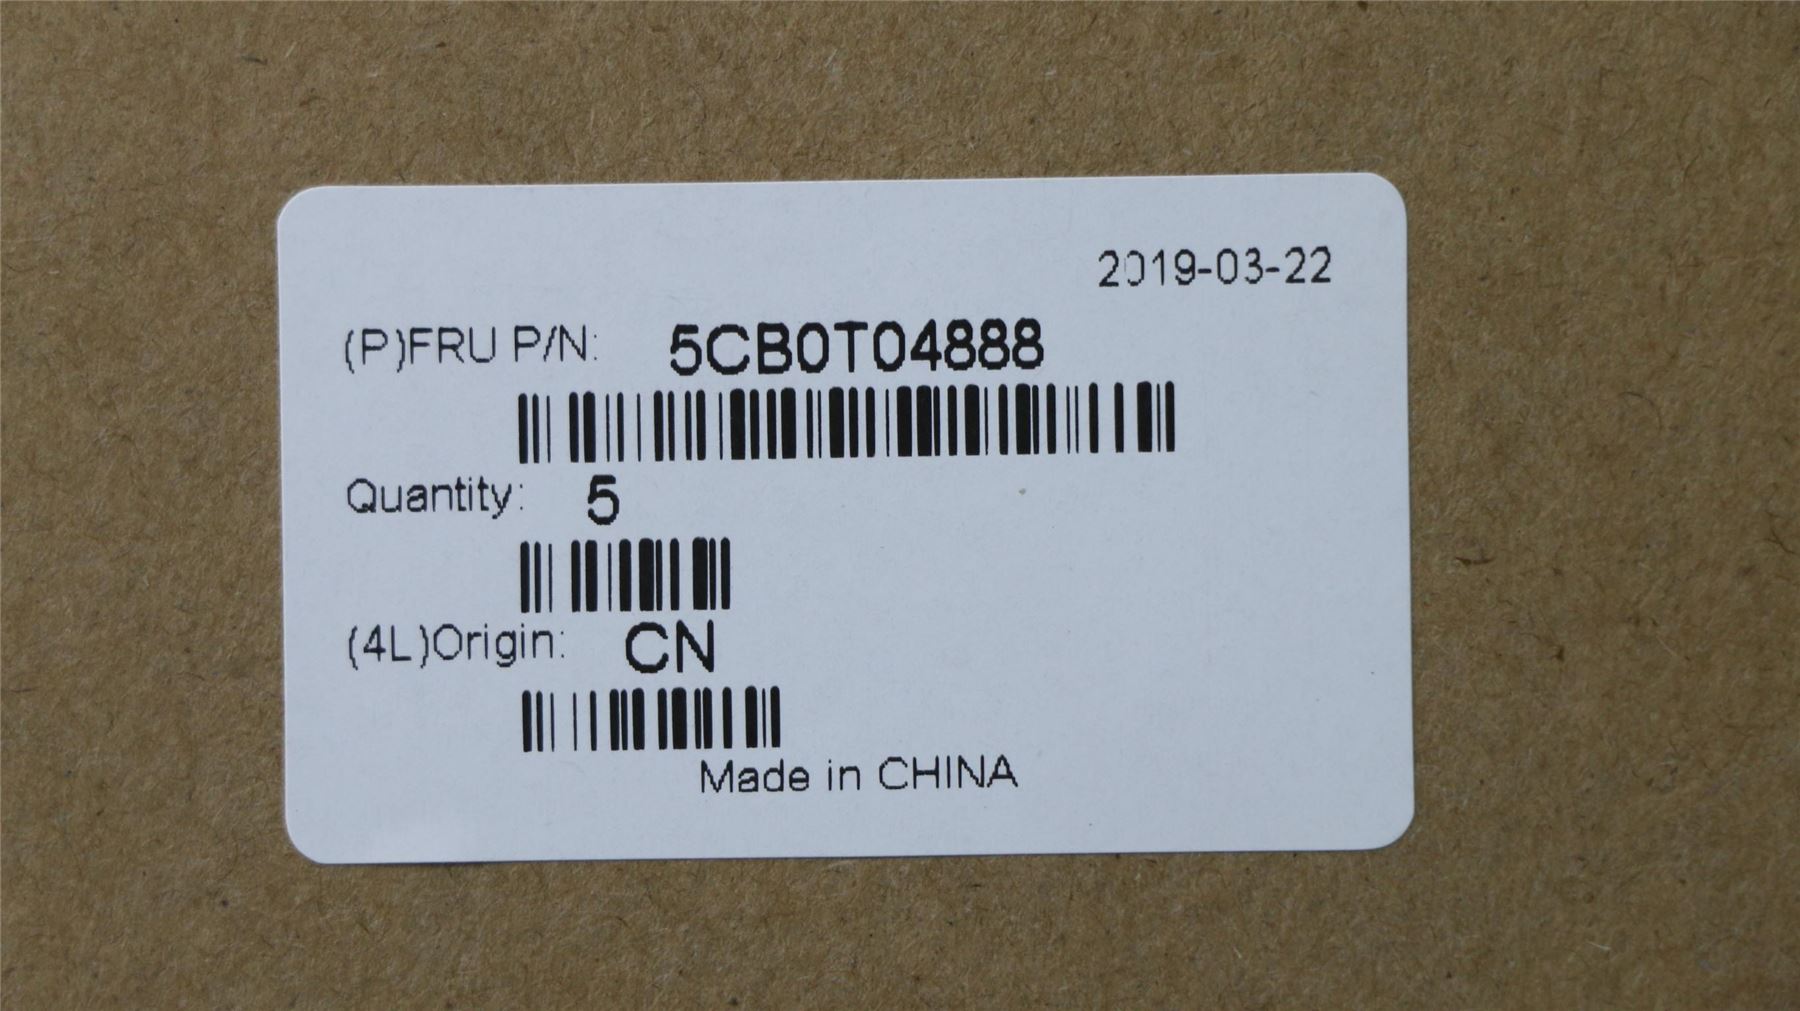 2019-03-22
(P)FRU P/N: 5CB0T04888
Quantity: 5
(4L)Origin: CN
Made in CHINA